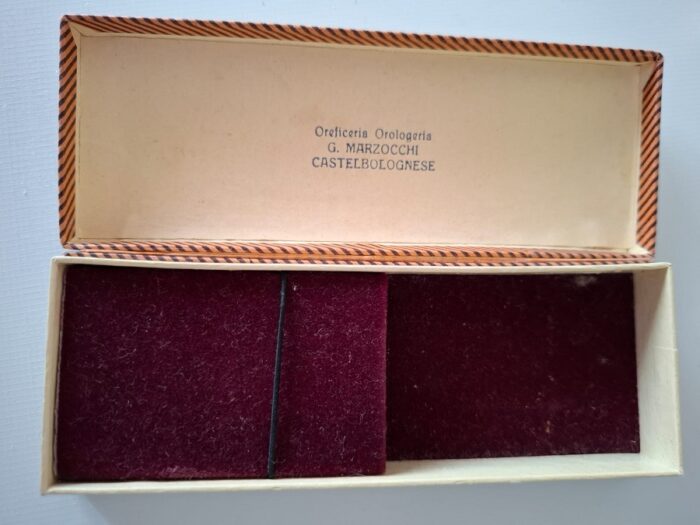 Oreficeria Orologeria
G. MARZOCCHI
CASTELBOLOGNESE